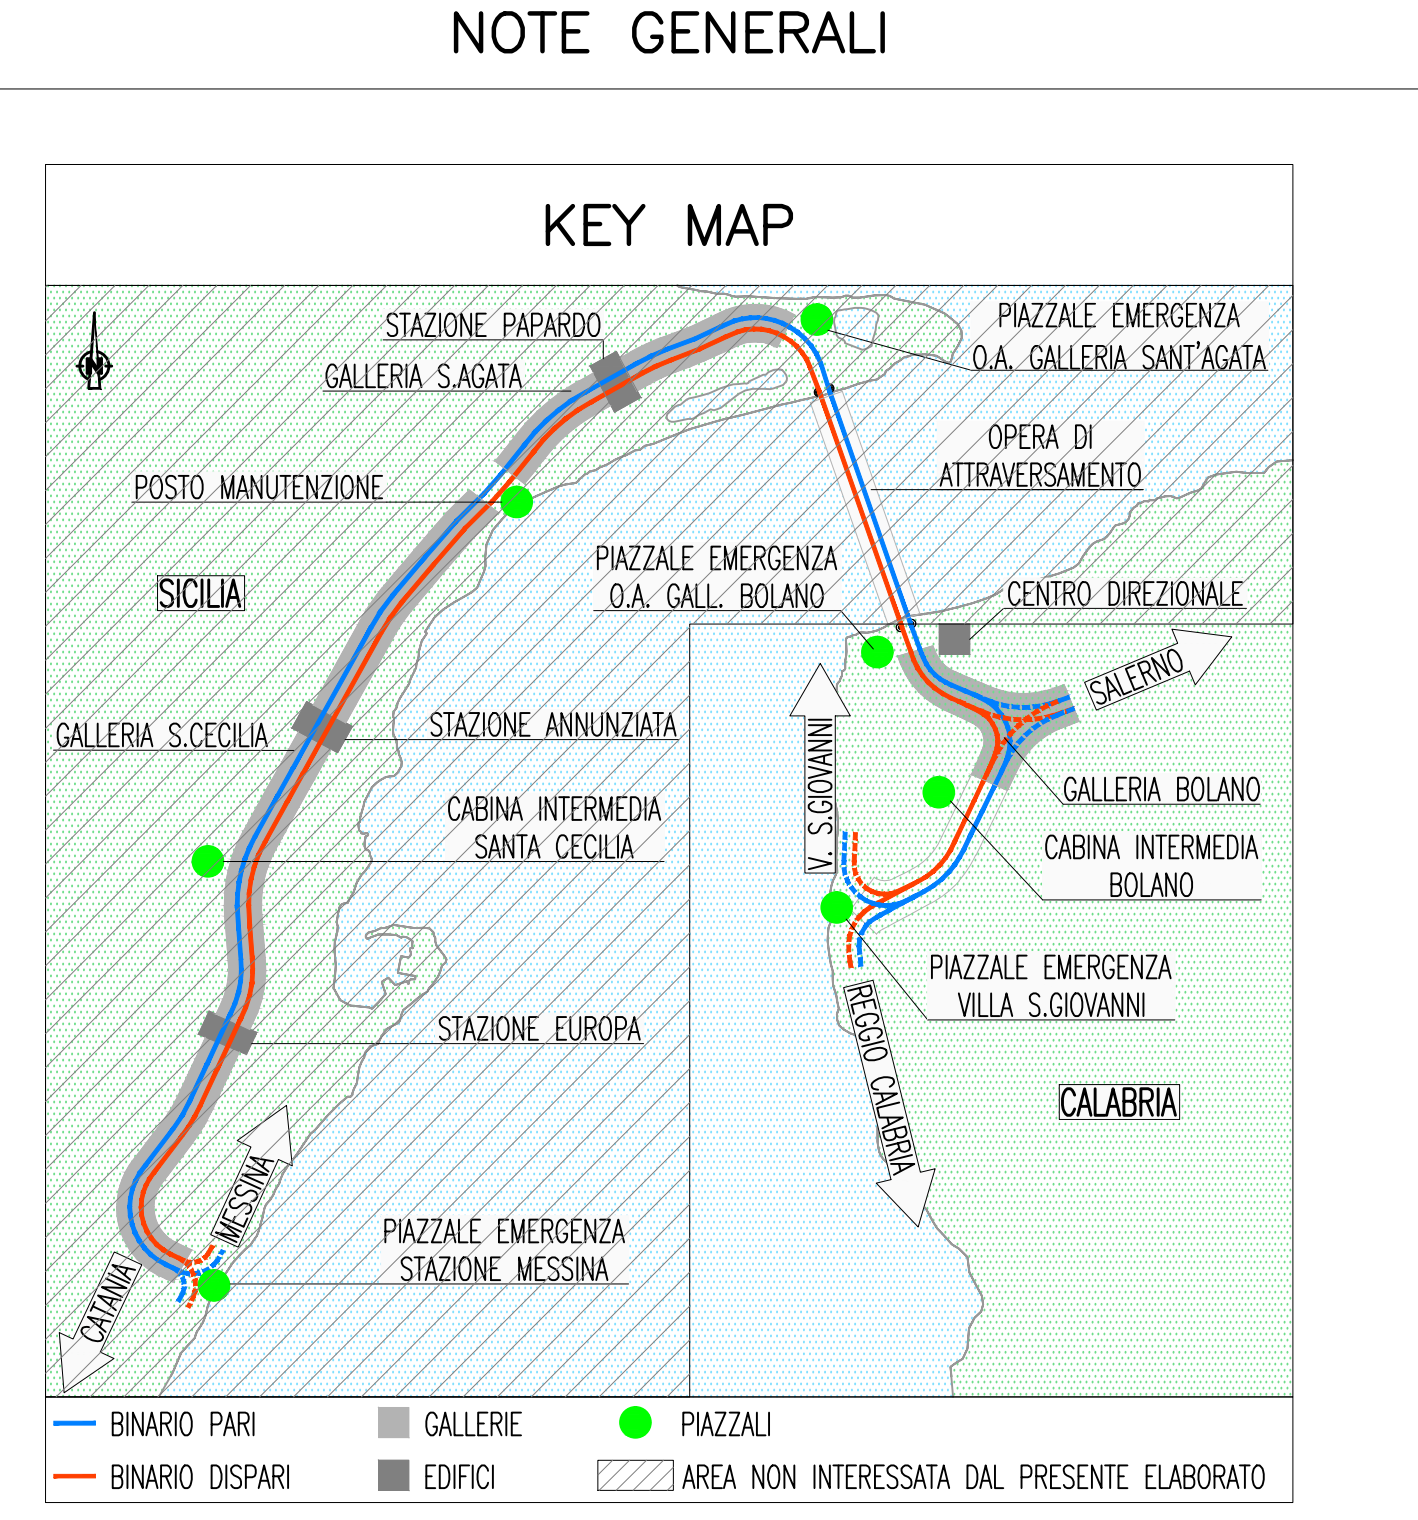 NOTE GENERALI
KEY MAP
N
STAZIONE PAPARDO
GALLERIA S.AGATA
PIAZZALE EMERGENZA
O.A. GALLERIA SANT'AGATA
OPERA DI
ATTRAVERSAMENTO
POSTO MANUTENZIONE
PIAZZALE EMERGENZA
O.A. GALL. BOLANO
SICILIA
CENTRO DIREZIONALE
SALERNO
GALLERIA S.CECILIA
STAZIONE ANNUNZIATA
V. S.GIOVANNI
GALLERIA BOLANO
CABINA INTERMEDIA
SANTA CECILIA
CABINA INTERMEDIA
BOLANO
PIAZZALE EMERGENZA
VILLA S.GIOVANNI
STAZIONE EUROPA
REGGIO CALABRIA
CALABRIA
MESSINA
PIAZZALE EMERGENZA
STAZIONE MESSINA
CATANIA
BINARIO PARI
GALLERIE
PIAZZALI
BINARIO DISPARI
EDIFICI
AREA NON INTERESSATA DAL PRESENTE ELABORATO